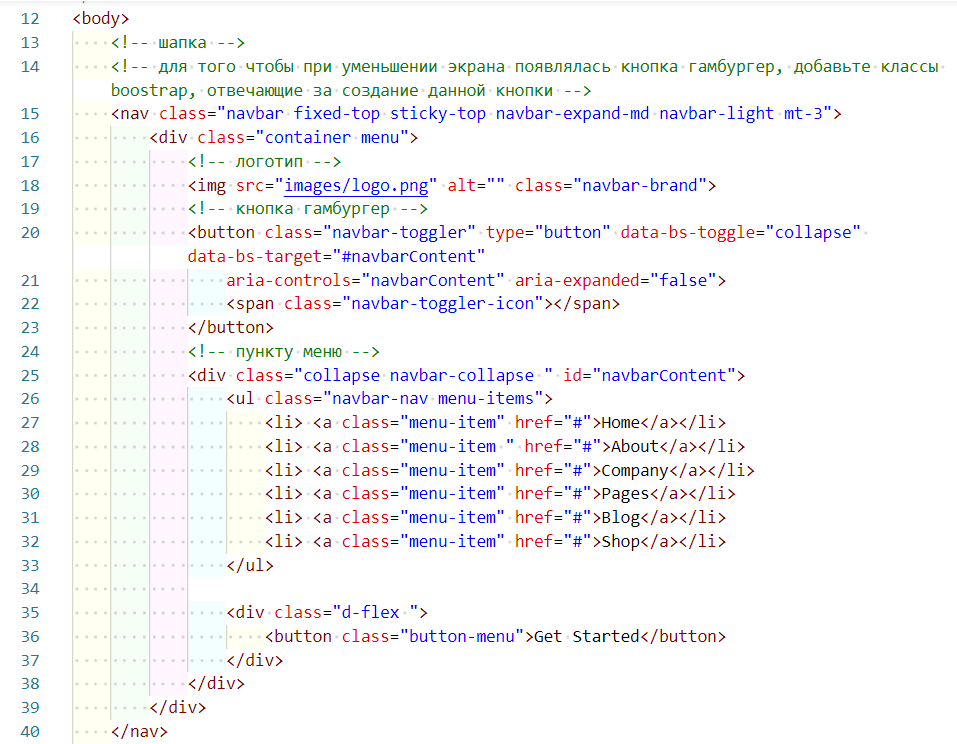 12 <body>
13 <!-- шапка -->
14 <!-- для того чтобы при уменьшении экрана появлялась кнопка гамбургер, добавьте классы
boostrap, отвечающие за создание данной кнопки -->
15 <nav class="navbar fixed-top sticky-top navbar-expand-md navbar-light mt-3">
16 <div class="container menu">
17 <!-- логотип -->
18 <img src="images/logo.png" alt="" class="navbar-brand">
19 <!-- кнопка гамбургер -->
20 <button class="navbar-toggler" type="button" data-bs-toggle="collapse"
data-bs-target="#navbarContent"
21 aria-controls="navbarContent" aria-expanded="false">
22 <span class="navbar-toggler-icon"></span>
23 </button>
24 <!-- пункту меню -->
25 <div class="collapse navbar-collapse " id="navbarContent">
26 <ul class="navbar-nav menu-items">
27 <li> <a class="menu-item" href="#">Home</a></li>
28 <li> <a class="menu-item " href="#">About</a></li>
29 <li> <a class="menu-item" href="#">Company</a></li>
30 <li> <a class="menu-item" href="#">Pages</a></li>
31 <li> <a class="menu-item" href="#">Blog</a></li>
32 <li> <a class="menu-item" href="#">Shop</a></li>
33 </ul>
34
35 <div class="d-flex ">
36 <button class="button-menu">Get Started</button>
37 </div>
38 </div>
39 </div>
40 </nav>